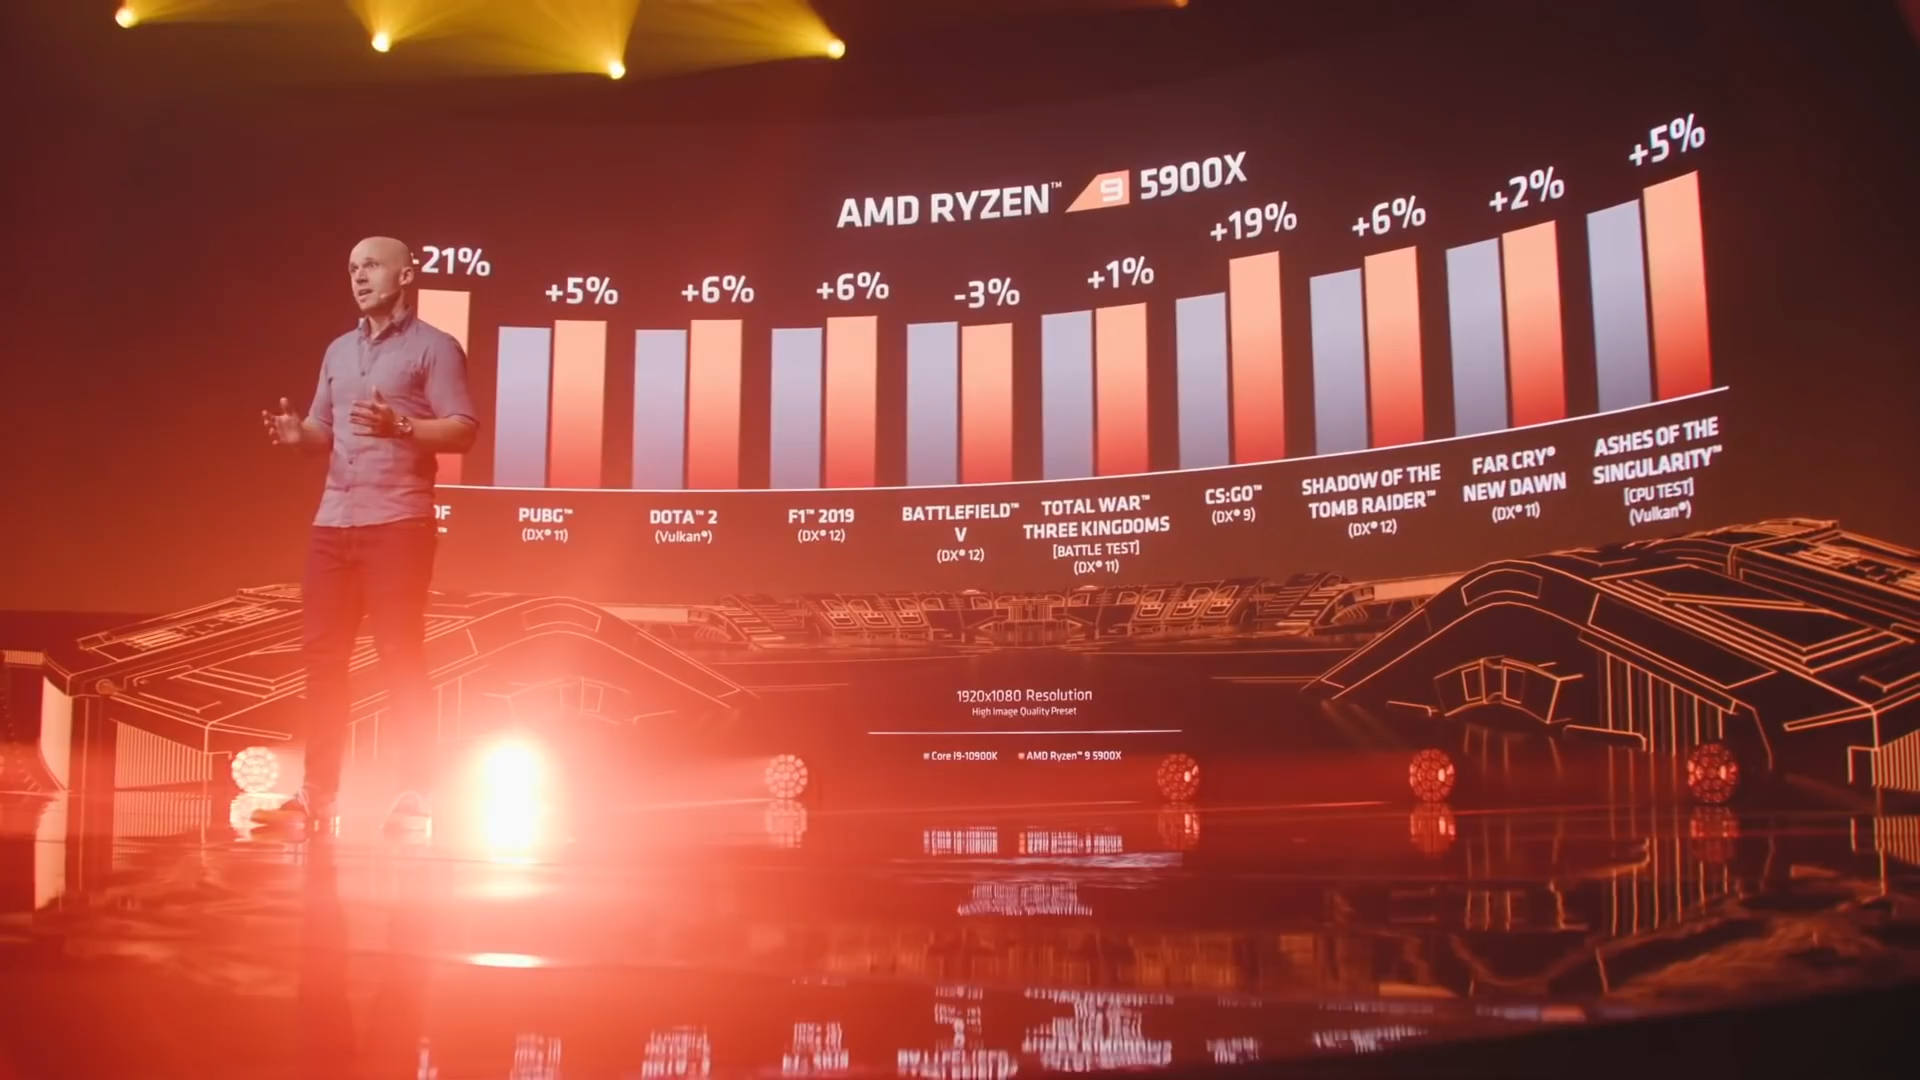 AMD RYZEN™ 9 5900X
21%
+5%
+6%
+6%
-3%
+1%
+19%
+6%
+2%
+5%
OF
™
PUBG™
(DX® 11)
DOTA™ 2
(Vulkan®)
F1™ 2019
(DX® 12)
BATTLEFIELD™
V
(DX® 12)
TOTAL WAR™
THREE KINGDOMS
[BATTLE TEST]
(DX® 11)
CS:GO™
(DX® 9)
SHADOW OF THE
TOMB RAIDER™
(DX® 12)
FAR CRY®
NEW DAWN
(DX® 11)
ASHES OF THE
SINGULARITY™
[CPU TEST]
(Vulkan®)
1920x1080 Resolution
High Image Quality Preset
Core i9-10900K
AMD Ryzen™ 9 5900X